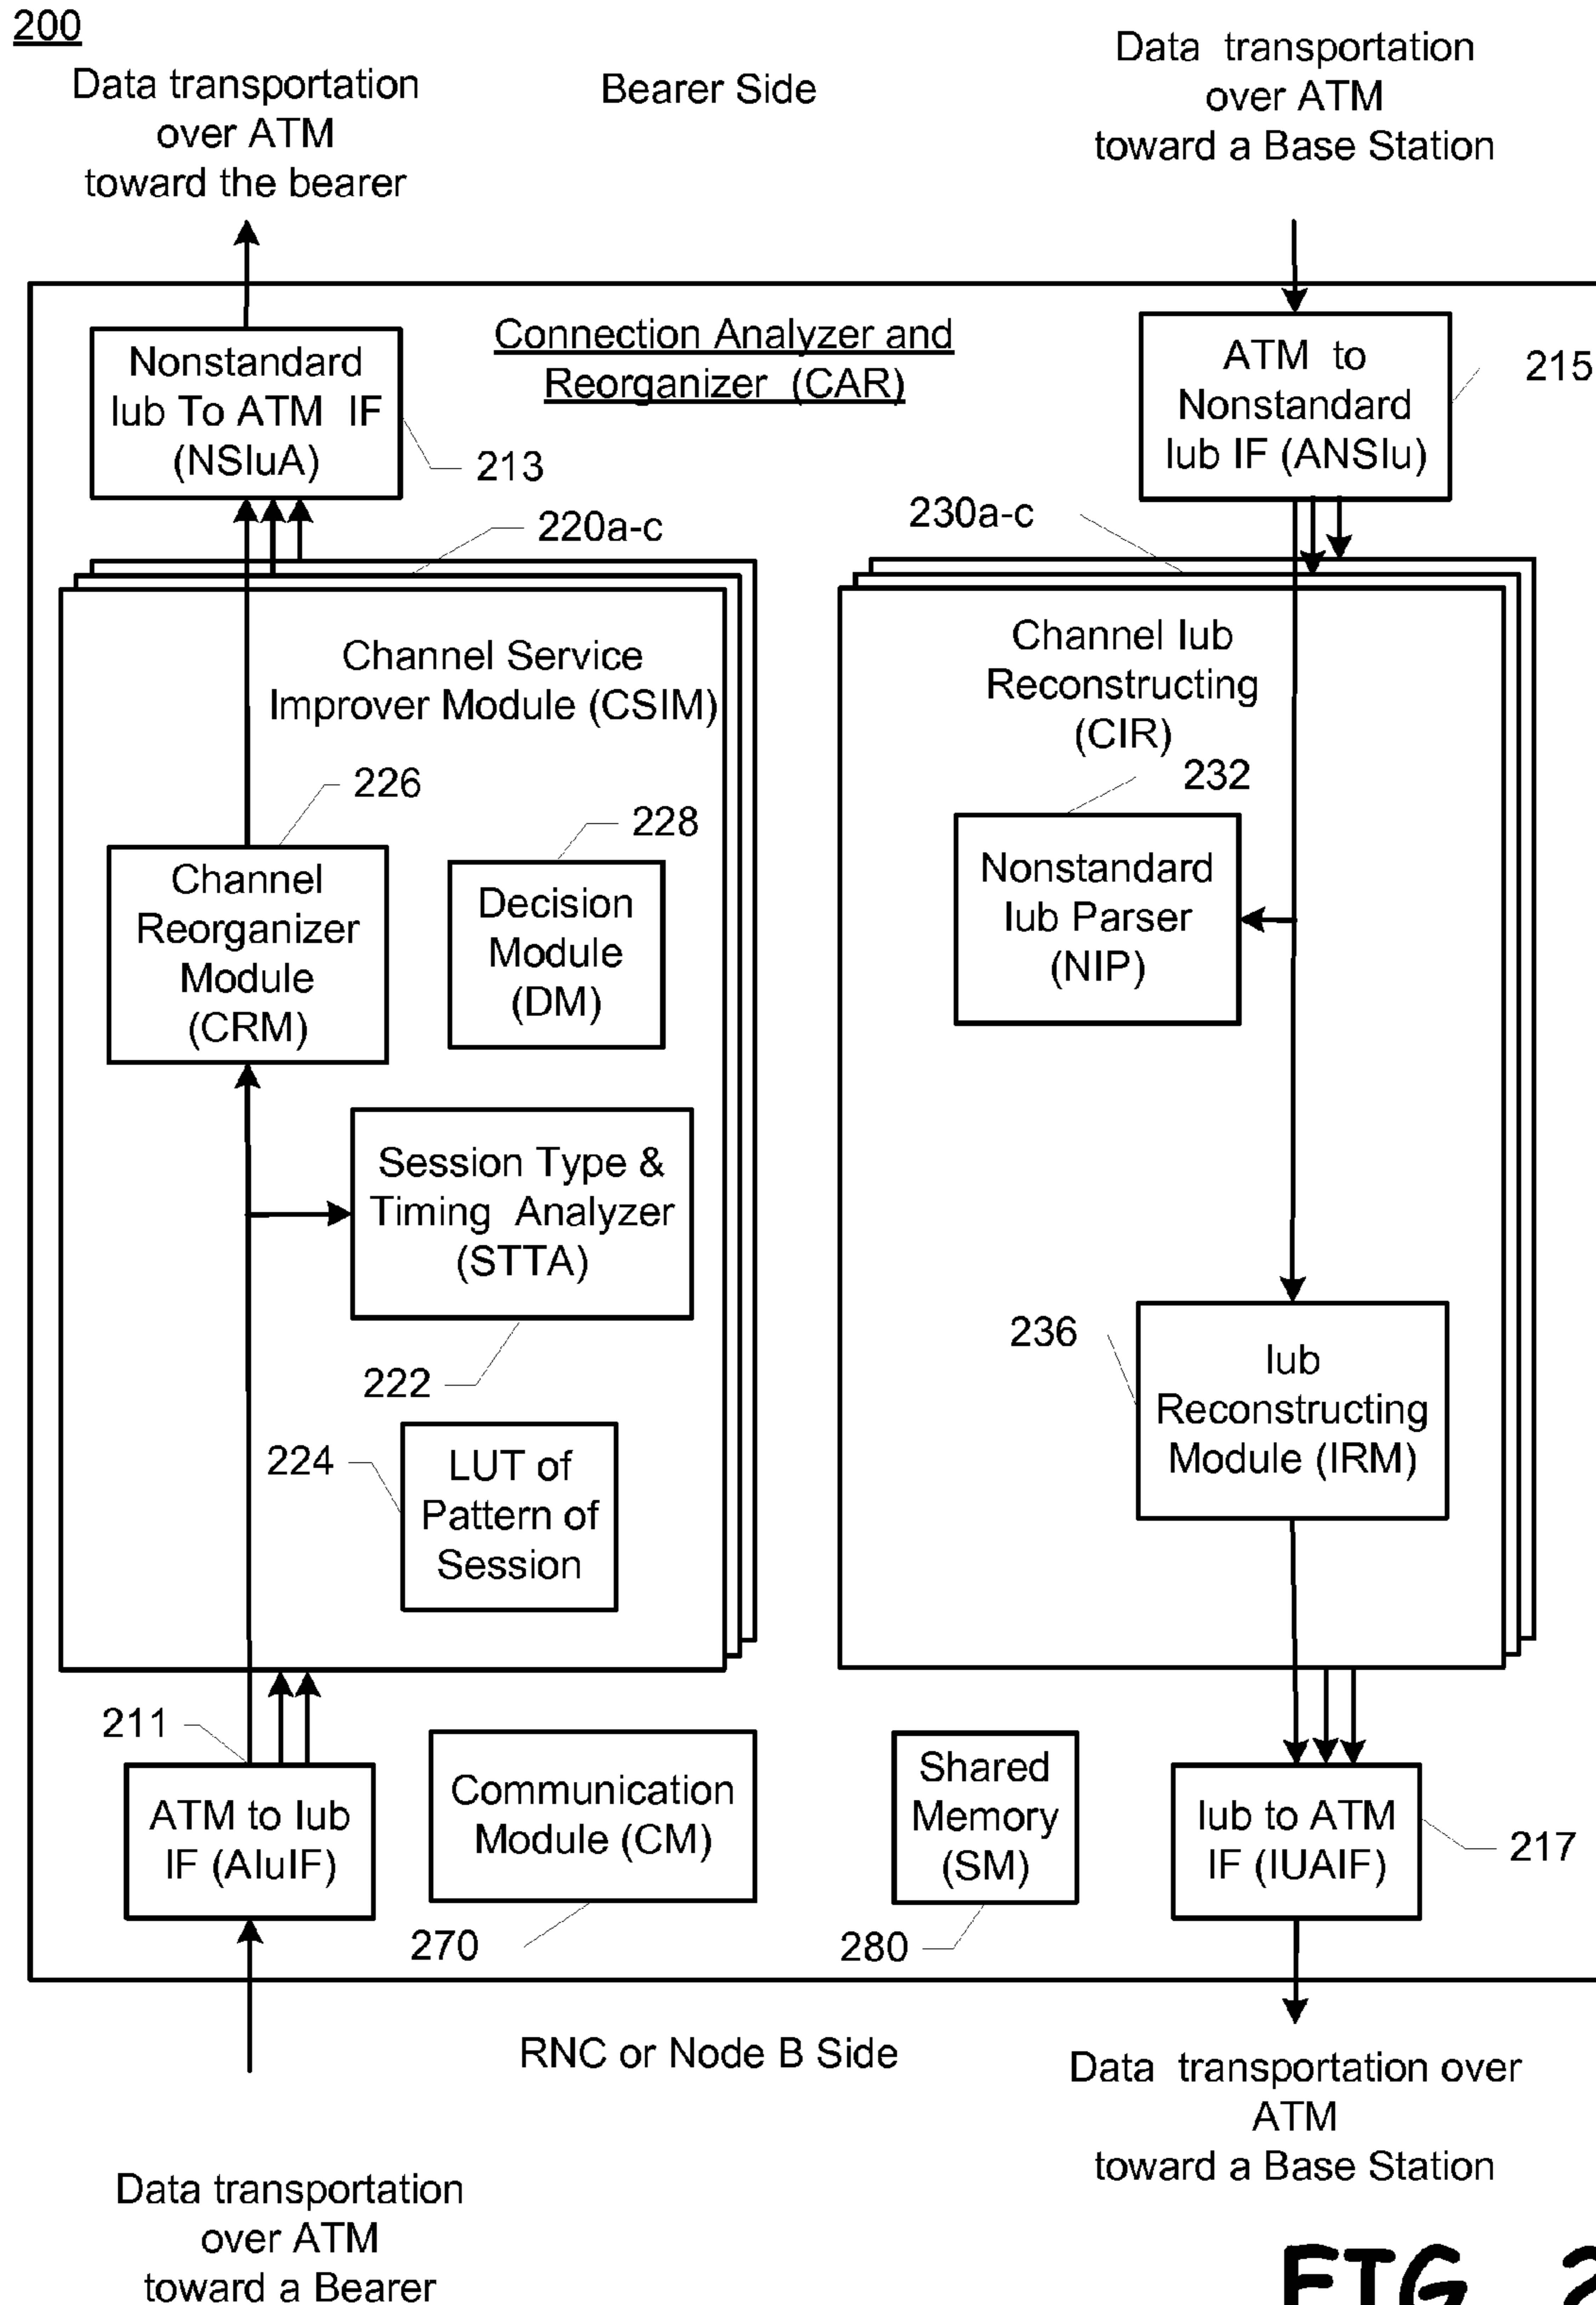 200
Data transportation
over ATM
toward the bearer
Bearer Side
Data transportation
over ATM
toward a Base Station
Connection Analyzer and
Reorganizer (CAR)
Nonstandard
Iub To ATM IF
(NSIuA)
213
ATM to
Nonstandard
Iub IF (ANSIu)
215
220a-c
230a-c
Channel Service
Improver Module (CSIM)
226
Channel
Reorganizer
Module
(CRM)
228
Decision
Module
(DM)
Session Type &
Timing Analyzer
(STTA)
222
224
LUT of
Pattern of
Session
Channel Iub
Reconstructing
(CIR)
232
Nonstandard
Iub Parser
(NIP)
236
Iub
Reconstructing
Module (IRM)
211
ATM to Iub
IF (AIuIF)
Communication
Module (CM)
270
Shared
Memory
(SM)
280
Iub to ATM
IF (IUAIF)
217
RNC or Node B Side
Data transportation over
ATM
toward a Base Station
Data transportation
over ATM
toward a Bearer
FIG. 2